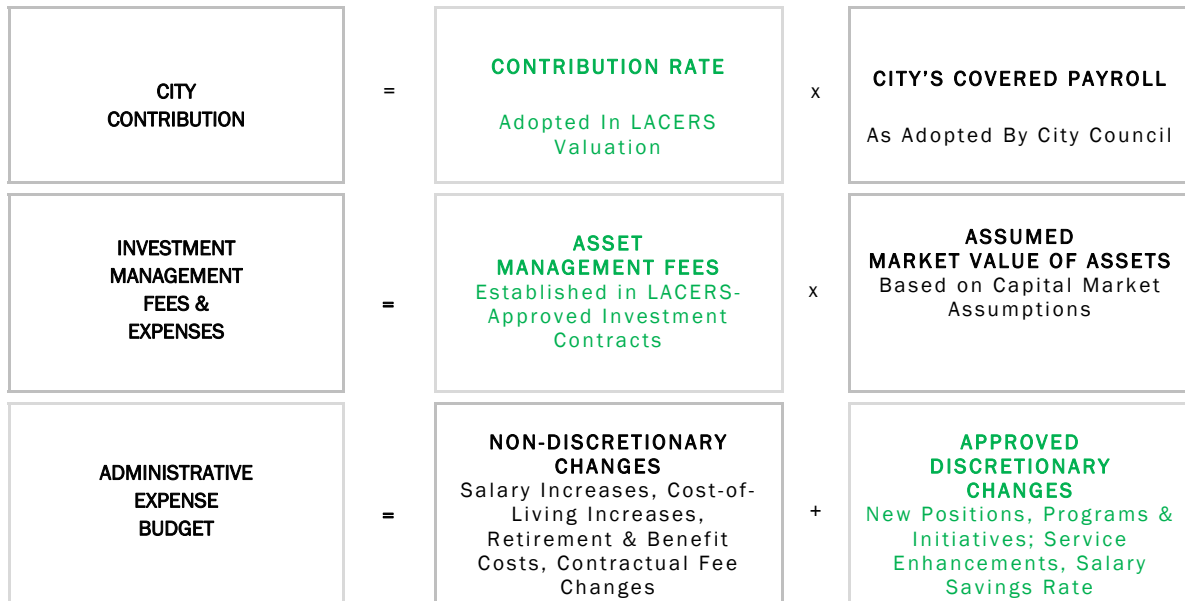 CITY
CONTRIBUTION
=
CONTRIBUTION RATE
Adopted In LACERS
Valuation
x
CITY'S COVERED PAYROLL
As Adopted By City Council
INVESTMENT
MANAGEMENT
FEES &
EXPENSES
=
ASSET
MANAGEMENT FEES
Established in LACERS-
Approved Investment
Contracts
x
ASSUMED
MARKET VALUE OF ASSETS
Based on Capital Market
Assumptions
ADMINISTRATIVE
EXPENSE
BUDGET
=
NON-DISCRETIONARY
CHANGES
Salary Increases, Cost-of-
Living Increases,
Retirement & Benefit
Costs, Contractual Fee
Changes
+
APPROVED
DISCRETIONARY
CHANGES
New Positions, Programs &
Initiatives; Service
Enhancements, Salary
Savings Rate